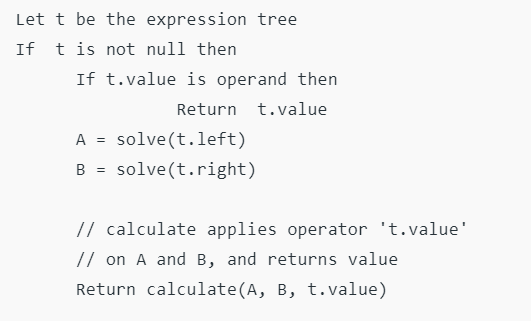 Let t be the expression tree
If  t is not null then
      If t.value is operand then
                Return  t.value
      A = solve(t.left)
      B = solve(t.right)

      // calculate applies operator 't.value'
      // on A and B, and returns value
      Return calculate(A, B, t.value)